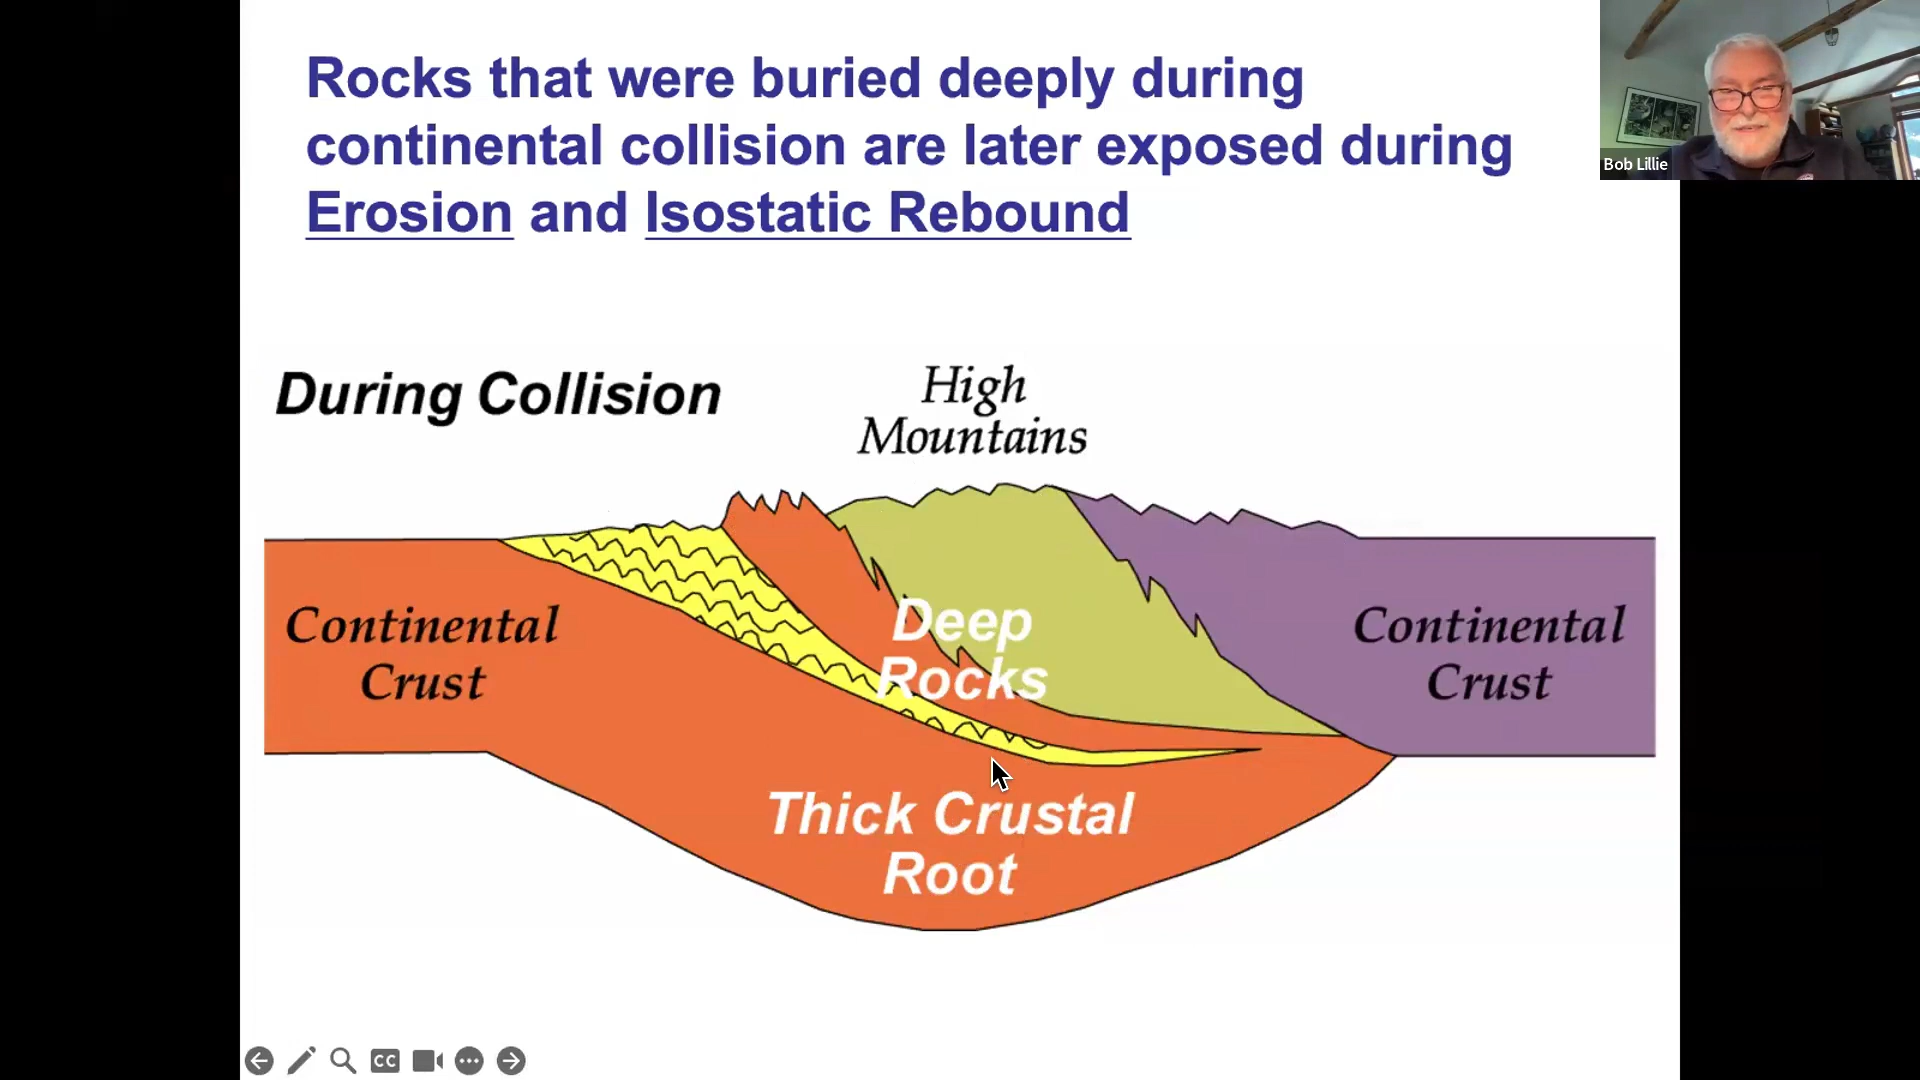 Rocks that were buried deeply during
continental collision are later exposed during
Erosion and Isostatic Rebound
Bob Lillie
During Collision
High
Mountains
Continental
Crust
Deep
Rocks
Continental
Crust
Thick Crustal
Root
CC